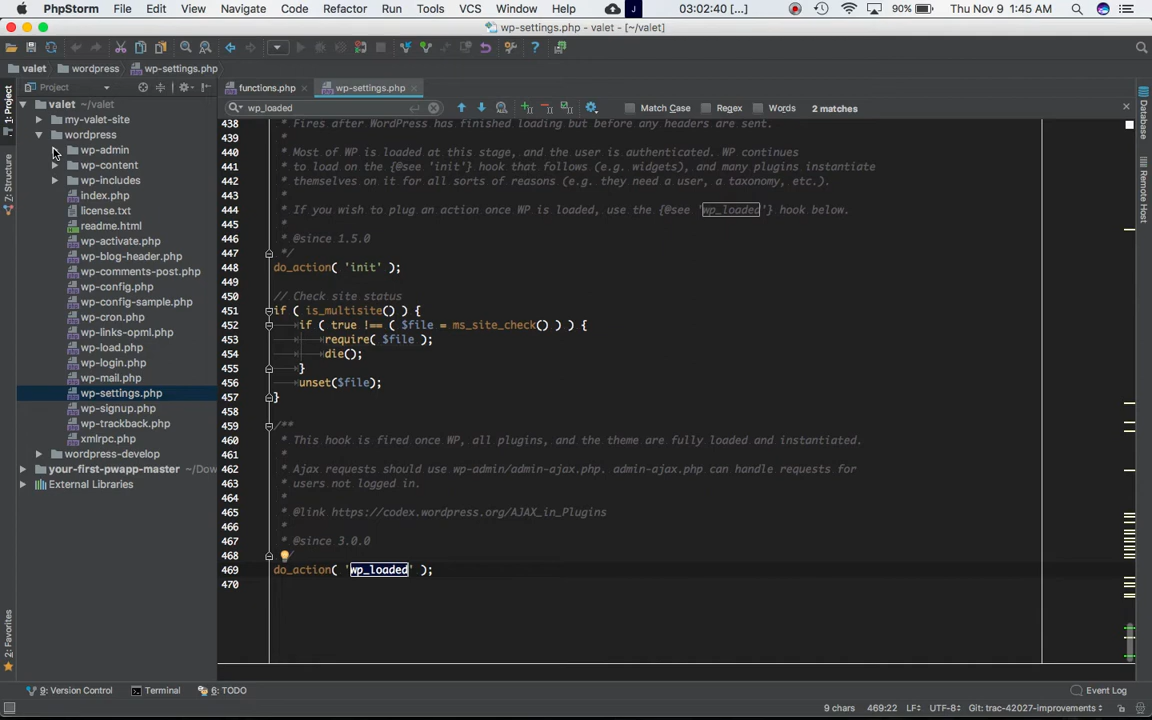 PhpStorm File Edit View Navigate Code Refactor Run Tools VCS Window Help J 03:02:40 [...] 90% Thu Nov 9 1:45 AM
wp-settings.php - valet - [~/valet]
valet wordpress wp-settings.php
Project functions.php wp-settings.php
wp_loaded Match Case Regex Words 2 matches
1: Project
7: Structure
2: Favorites
valet ~/valet
my-valet-site
wordpress
wp-admin
wp-content
wp-includes
index.php
license.txt
readme.html
wp-activate.php
wp-blog-header.php
wp-comments-post.php
wp-config.php
wp-config-sample.php
wp-cron.php
wp-links-opml.php
wp-load.php
wp-login.php
wp-mail.php
wp-settings.php
wp-signup.php
wp-trackback.php
xmlrpc.php
wordpress-develop
your-first-pwapp-master ~/Dow
External Libraries
438 * Fires after WordPress has finished loading but before any headers are sent.
439 *
440 * Most of WP is loaded at this stage, and the user is authenticated. WP continues
441 * to load on the {@see 'init'} hook that follows (e.g. widgets), and many plugins instantiate
442 * themselves on it for all sorts of reasons (e.g. they need a user, a taxonomy, etc.).
443 *
444 * If you wish to plug an action once WP is loaded, use the {@see 'wp_loaded'} hook below.
445 *
446 * @since 1.5.0
447 */
448 do_action( 'init' );
449
450 // Check site status
451 if ( is_multisite() ) {
452 if ( true !== ( $file = ms_site_check() ) ) {
453 require( $file );
454 die();
455 }
456 unset($file);
457 }
458
459 /**
460 * This hook is fired once WP, all plugins, and the theme are fully loaded and instantiated.
461 *
462 * Ajax requests should use wp-admin/admin-ajax.php. admin-ajax.php can handle requests for
463 * users not logged in.
464 *
465 * @link https://codex.wordpress.org/AJAX_in_Plugins
466 *
467 * @since 3.0.0
468 /
469 do_action( 'wp_loaded' );
470
Database
Remote Host
9: Version Control Terminal 6: TODO Event Log
9 chars 469:22 LF UTF-8 Git: trac-42027-improvements